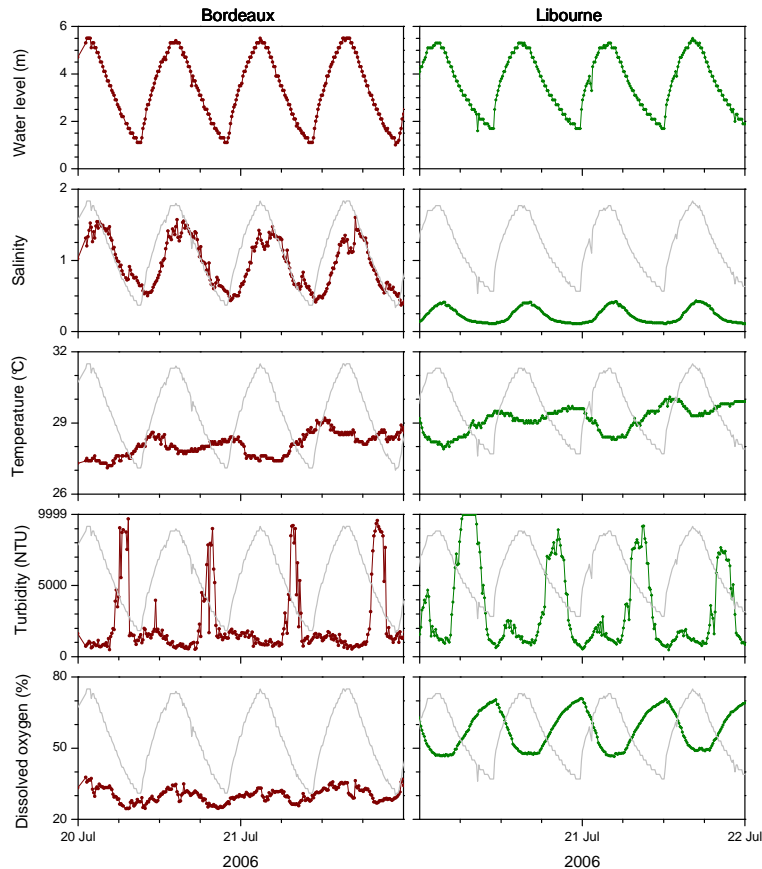 Bordeaux Libourne
Water level (m)
6
4
2
0
Salinity
2
1
0
Temperature (°C)
32
29
26
Turbidity (NTU)
9999
5000
0
Dissolved oxygen (%)
80
50
20
20 Jul 21 Jul 21 Jul 22 Jul
2006 2006